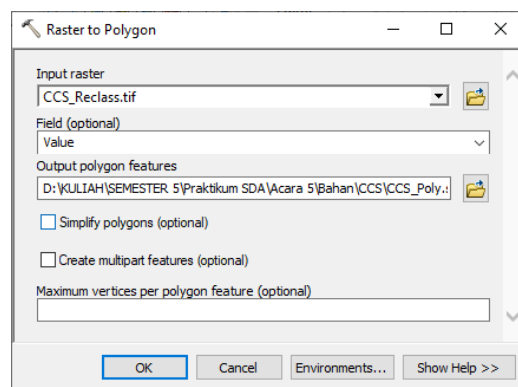 Raster to Polygon
Input raster
CCS_Reclass.tif
Field (optional)
Value
Output polygon features
D:\KULIAH\SEMESTER 5\Praktikum SDA\Acara 5\Bahan\CCS\CCS_Poly.s
Simplify polygons (optional)
Create multipart features (optional)
Maximum vertices per polygon feature (optional)
OK Cancel Environments... Show Help >>